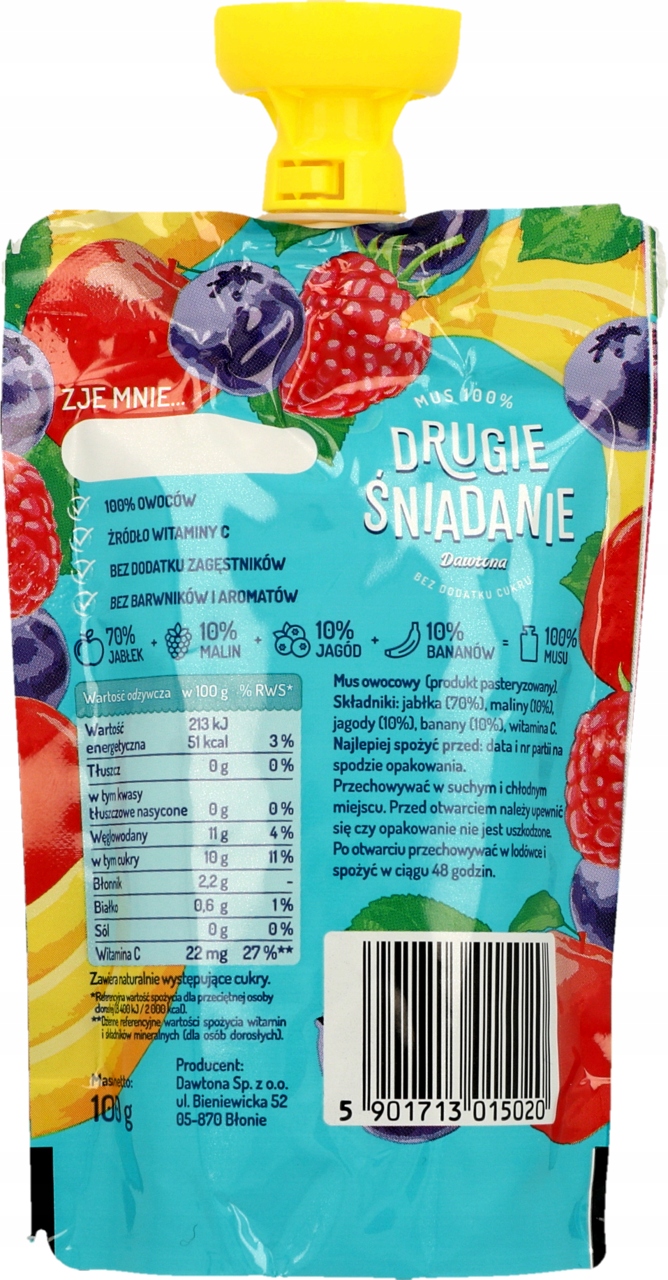 ZJE MNIE...
MUS 100%
DRUGIE
ŚNIADANIE
Dawtona
BEZ DODATKU CUKRU
100% OWOCÓW
ŹRÓDŁO WITAMINY C
BEZ DODATKU ZAGĘSTNIKÓW
BEZ BARWNIKÓW I AROMATÓW
70% JABŁEK + 10% MALIN + 10% JAGÓD + 10% BANANÓW = 100% MUSU
Wartość odżywcza w 100 g % RWS*
Wartość 213 kJ
energetyczna 51 kcal 3 %
Tłuszcz 0 g 0 %
w tym kwasy
tłuszczowe nasycone 0 g 0 %
Węglowodany 11 g 4 %
w tym cukry 10 g 11 %
Błonnik 2,2 g -
Białko 0,6 g 1 %
Sól 0 g 0 %
Witamina C 22 mg 27 %**
Zawiera naturalnie występujące cukry.
*Referencyjna wartość spożycia dla przeciętnej osoby
dorosłej (8 400 kJ / 2 000 kcal).
**Dzienne referencyjne wartości spożycia witamin
i składników mineralnych (dla osób dorosłych).
Mus owocowy (produkt pasteryzowany).
Składniki: jabłka (70%), maliny (10%),
jagody (10%), banany (10%), witamina C.
Najlepiej spożyć przed: data i nr partii na
spodzie opakowania.
Przechowywać w suchym i chłodnym
miejscu. Przed otwarciem należy upewnić
się czy opakowanie nie jest uszkodzone.
Po otwarciu przechowywać w lodówce i
spożyć w ciągu 48 godzin.
Masa netto:
100 g
Producent:
Dawtona Sp. z o.o.
ul. Bieniewicka 52
05-870 Błonie
5 901713 015020